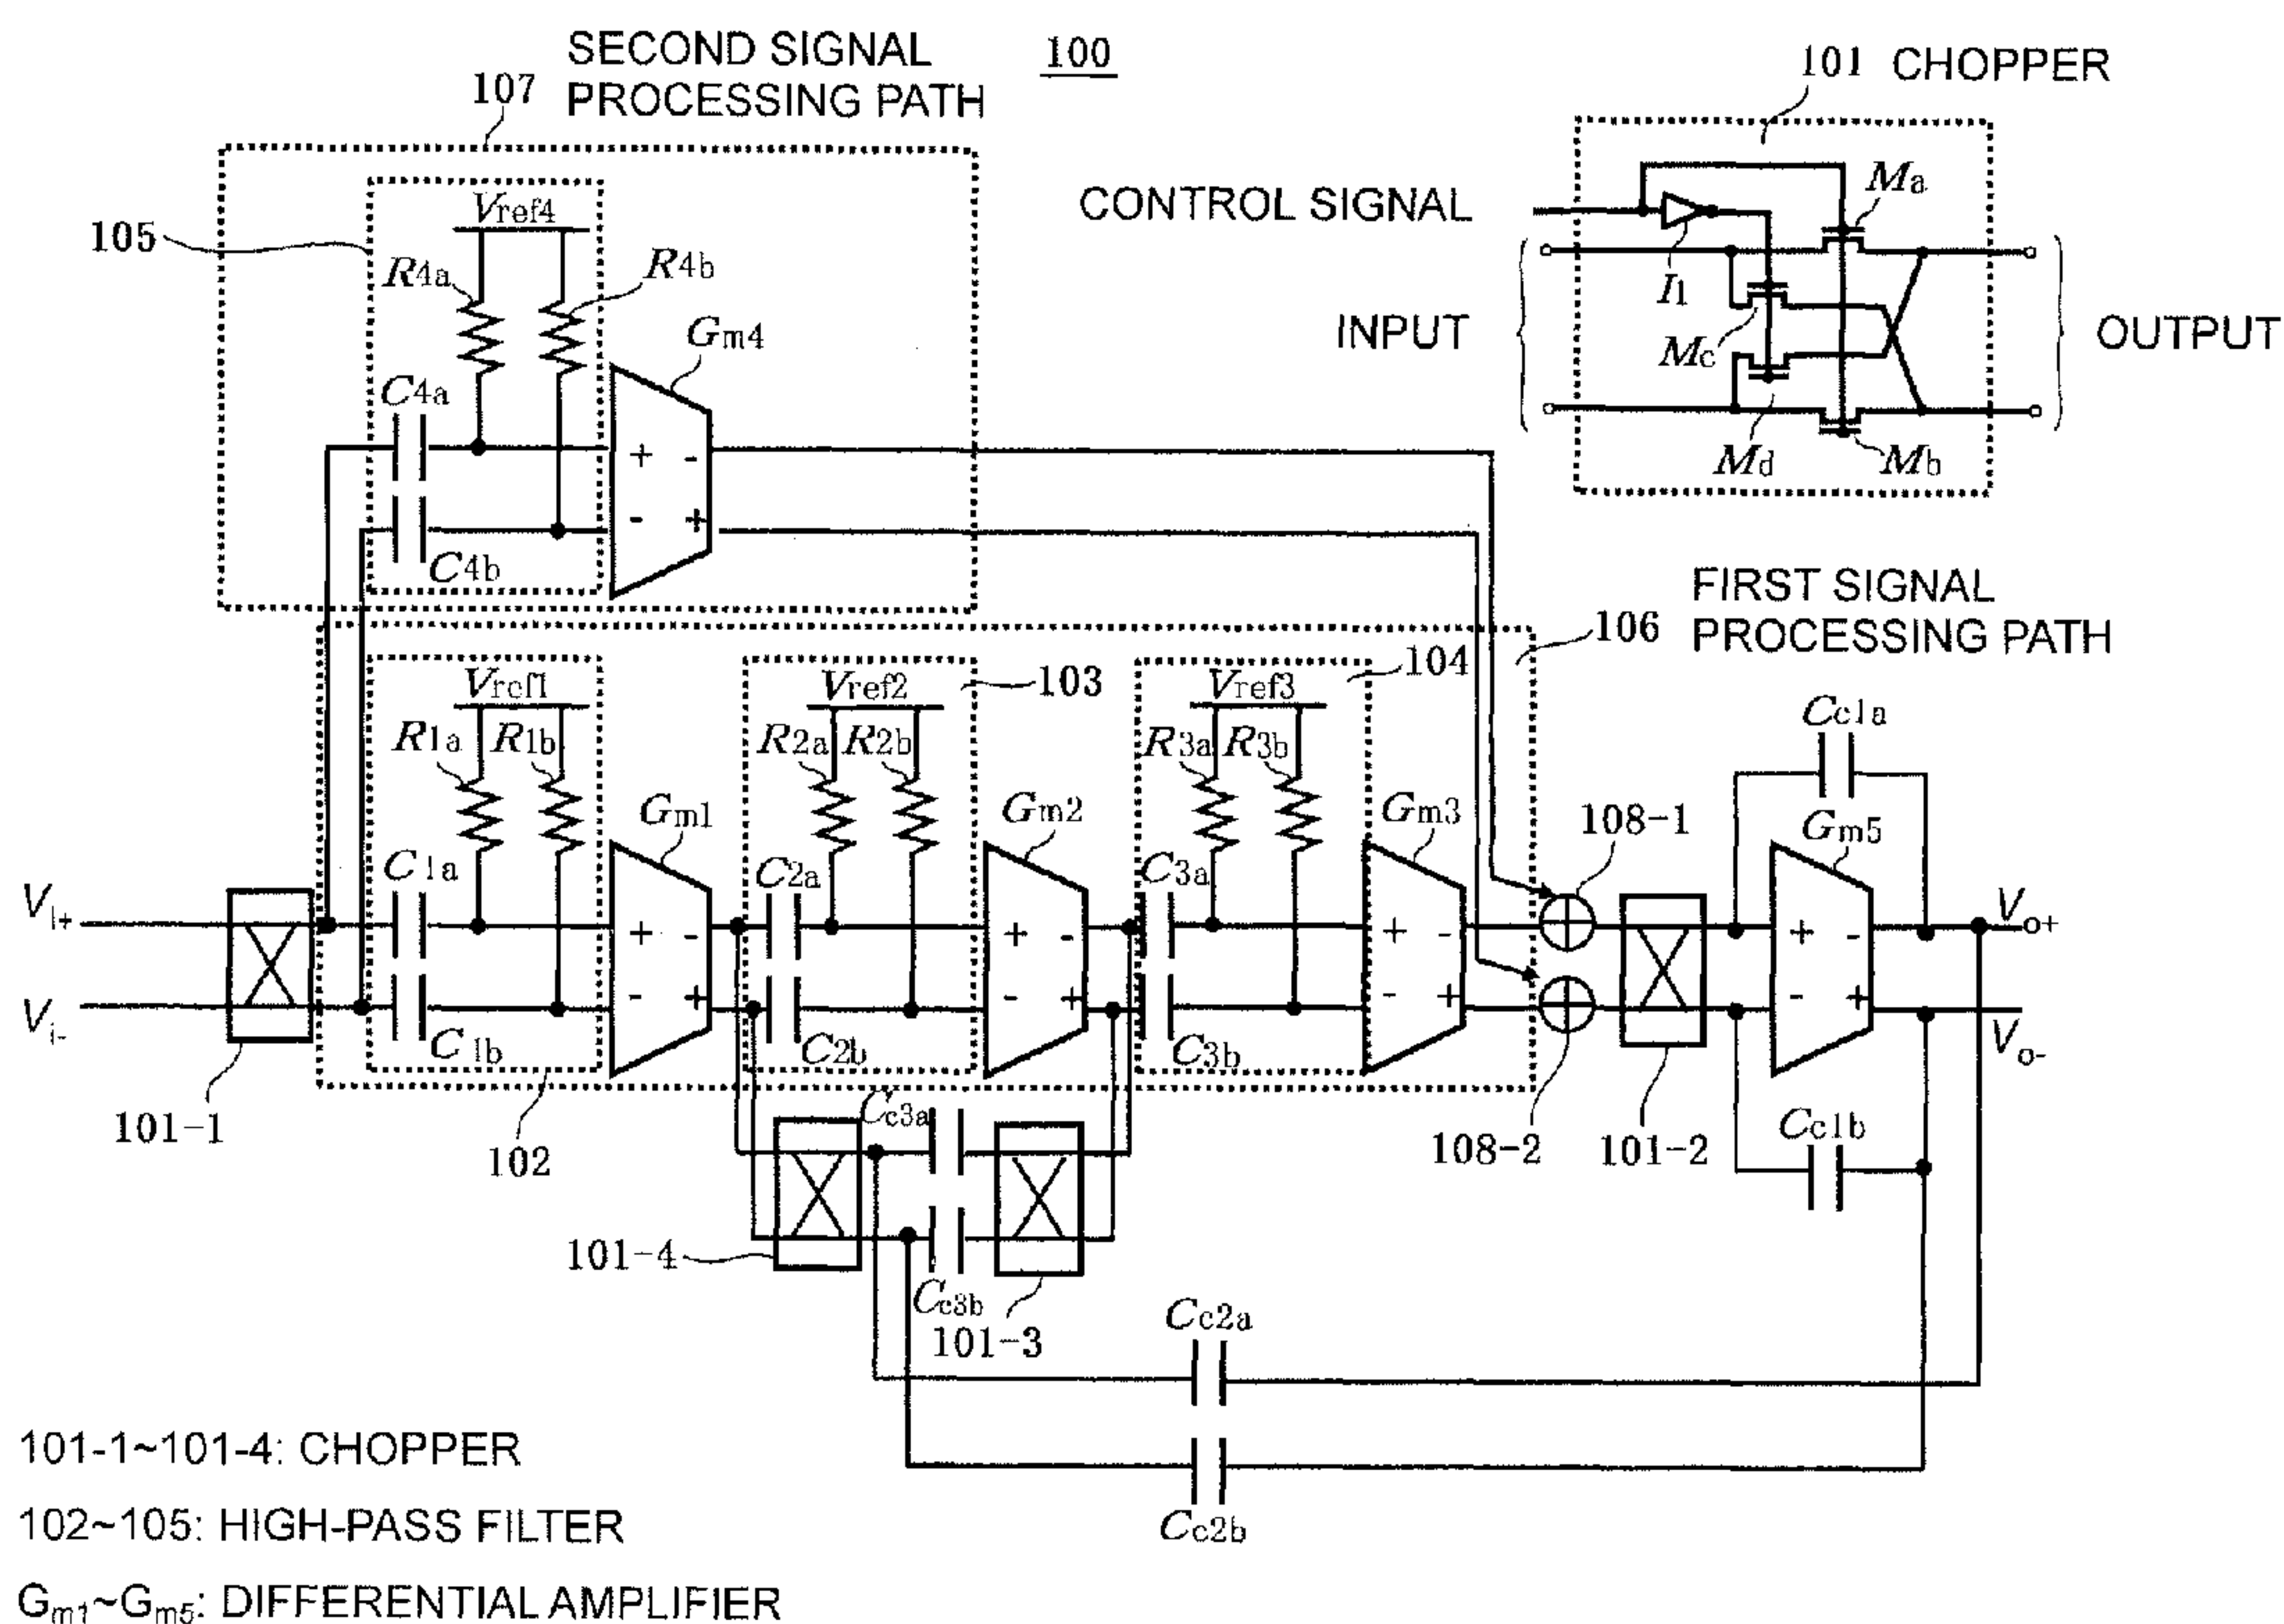 SECOND SIGNAL
PROCESSING PATH
100
107
101 CHOPPER
CONTROL SIGNAL
INPUT
OUTPUT
Ma
I1
Mc
Md
Mb
105
Vref4
R4a
R4b
Gm4
C4a
C4b
+ -
- +
FIRST SIGNAL
PROCESSING PATH
106
104
103
Vref1
R1a
R1b
Gm1
C1a
C1b
+ -
- +
Vref2
R2a
R2b
Gm2
C2a
C2b
+ -
- +
Vref3
R3a
R3b
Gm3
C3a
C3b
+ -
- +
108-1
108-2
Cc1a
Gm5
+ -
- +
Cc1b
Vi+
Vi-
Vo+
Vo-
101-1
102
101-2
Cc3a
Cc3b
101-4
101-3
Cc2a
Cc2b
101-1~101-4: CHOPPER
102~105: HIGH-PASS FILTER
Gm1~Gm5: DIFFERENTIAL AMPLIFIER